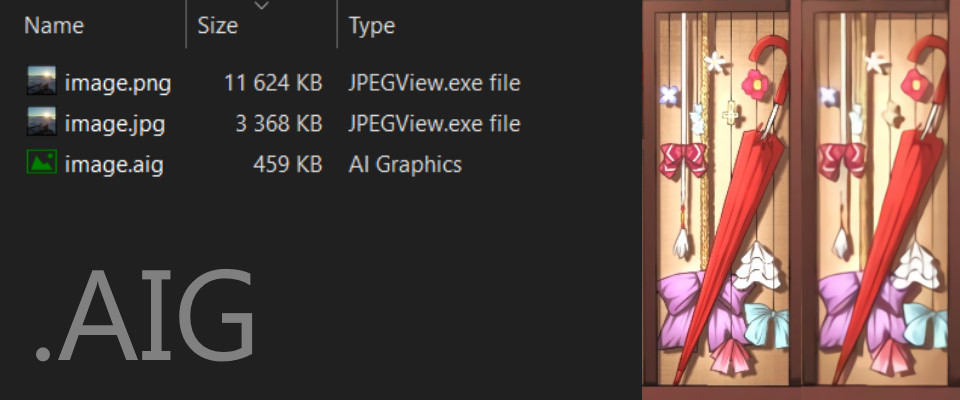 Name Size Type
image.png 11 624 KB JPEGView.exe file
image.jpg 3 368 KB JPEGView.exe file
image.aig 459 KB AI Graphics
.AIG